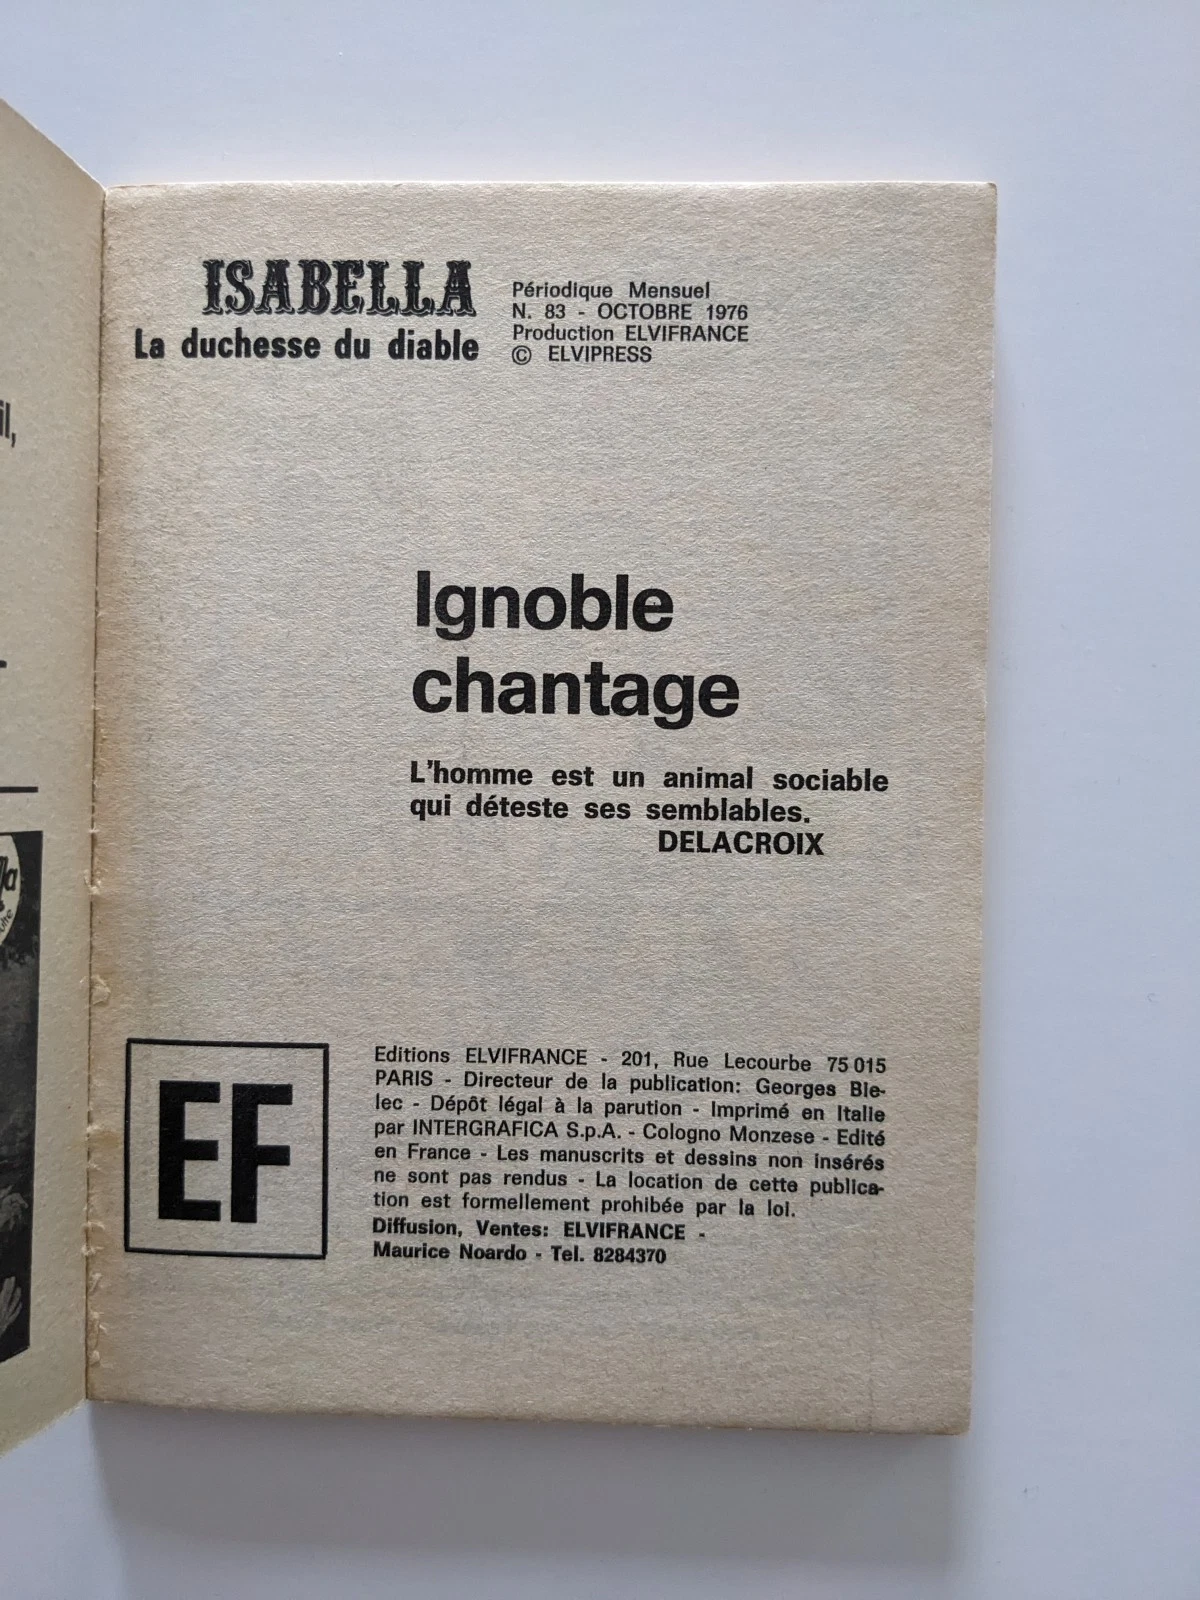 ISABELLA
La duchesse du diable
Périodique Mensuel
N. 83 - OCTOBRE 1976
Production ELVIFRANCE
© ELVIPRESS
il,
Ignoble
chantage
L'homme est un animal sociable
qui déteste ses semblables.
DELACROIX
EF
Editions ELVIFRANCE - 201, Rue Lecourbe 75 015
PARIS - Directeur de la publication: Georges Bie-
lec - Dépôt légal à la parution - Imprimé en Italie
par INTERGRAFICA S.p.A. - Cologno Monzese - Edité
en France - Les manuscrits et dessins non insérés
ne sont pas rendus - La location de cette publica-
tion est formellement prohibée par la loi.
Diffusion, Ventes: ELVIFRANCE -
Maurice Noardo - Tel. 8284370